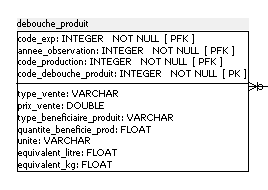 debouche_produit
code_exp: INTEGER NOT NULL [ PFK ]
annee_observation: INTEGER NOT NULL [ PFK ]
code_production: INTEGER NOT NULL [ PFK ]
code_debouche_produit: INTEGER NOT NULL [ PK ]
type_vente: VARCHAR
prix_vente: DOUBLE
type_beneficiaire_produit: VARCHAR
quantite_beneficie_prod: FLOAT
unite: VARCHAR
equivalent_litre: FLOAT
equivalent_kg: FLOAT